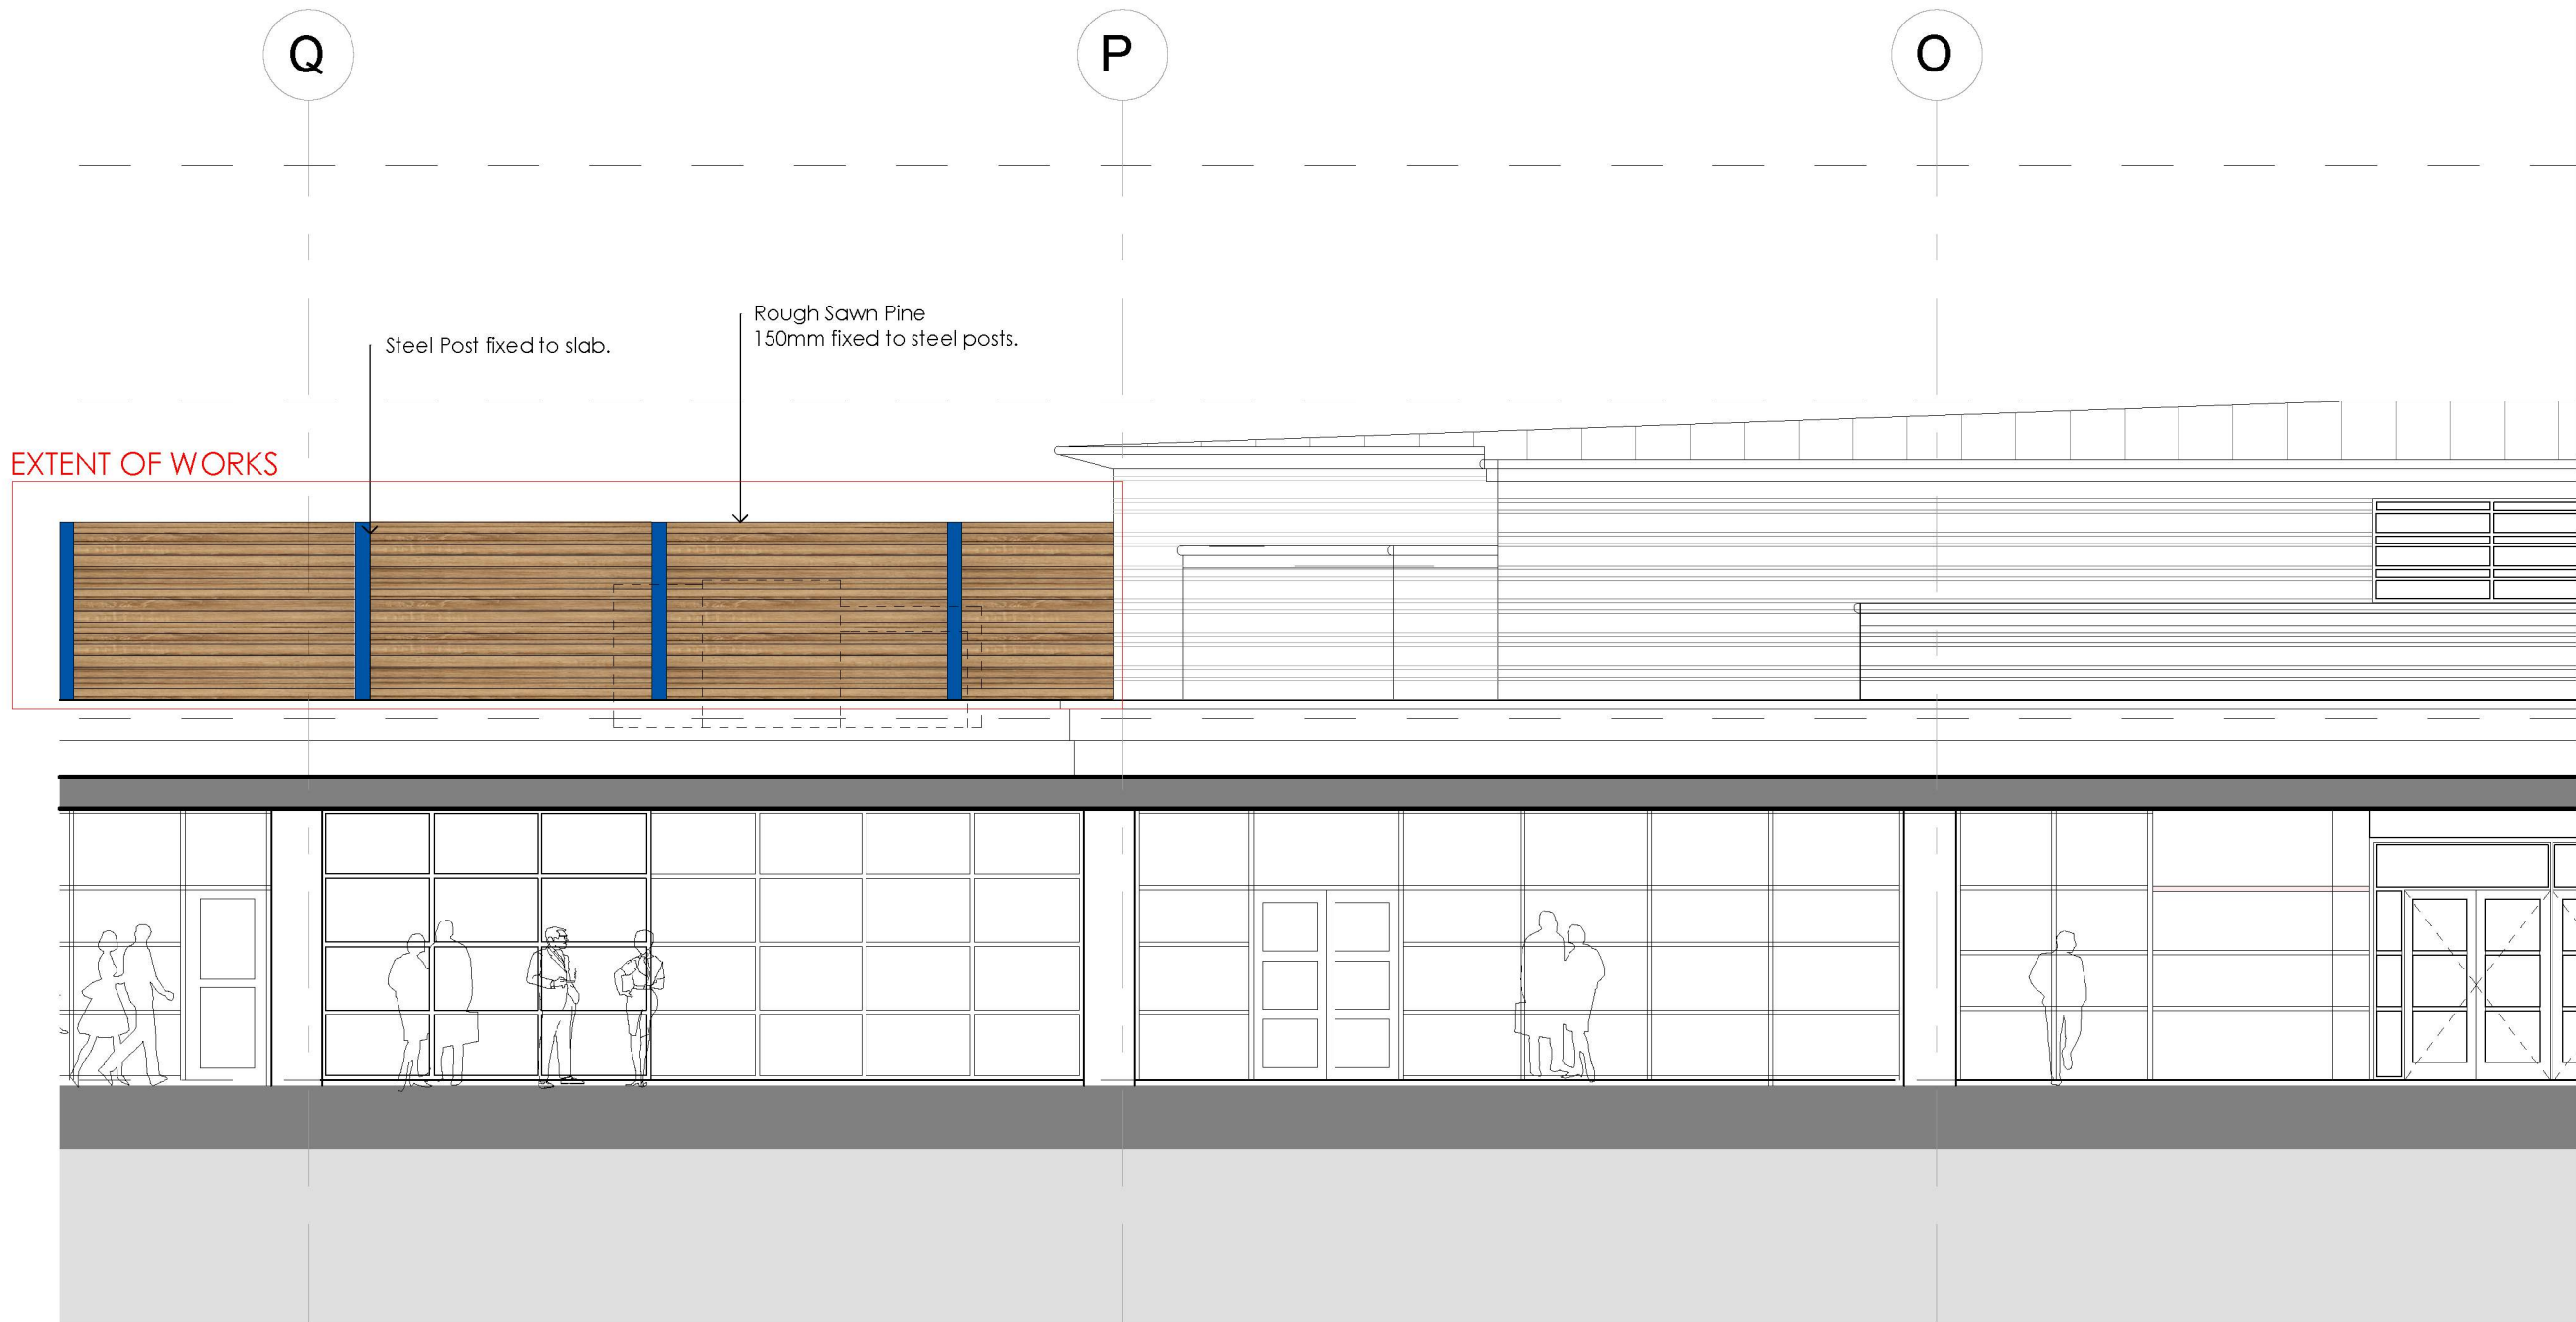 Q
P
O
Rough Sawn Pine
150mm fixed to steel posts.
Steel Post fixed to slab.
EXTENT OF WORKS